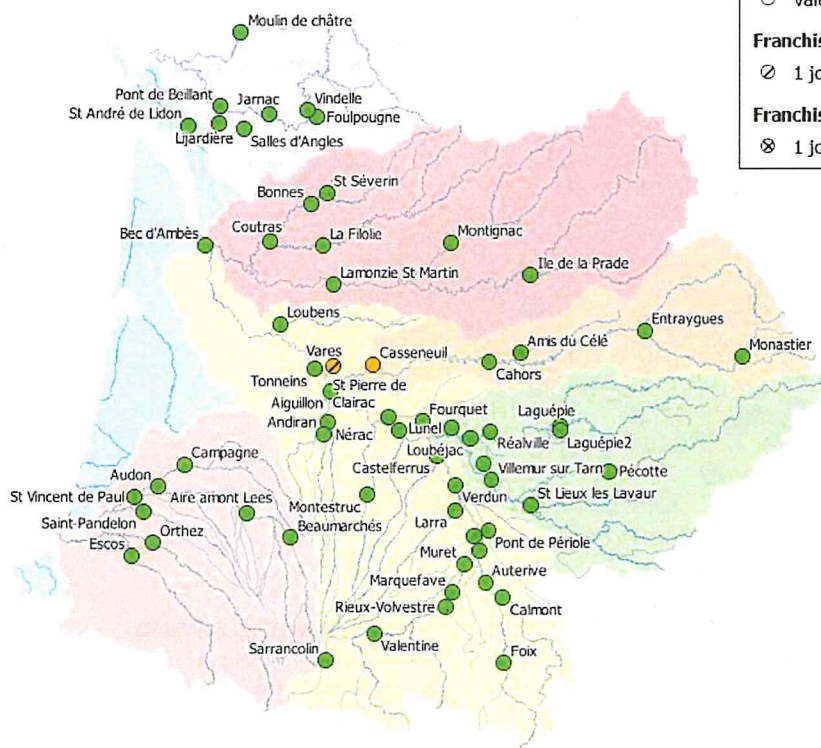 Vale
Franchis
1 jo
Franchis
1 jo
Moulin de châtre
Pont de Beillant
Jarnac
Vindelle
St André de Lidon
Foulpougne
Lijardière
Salles d'Angles
St Séverin
Bonnes
Bec d'Ambès
Coutras
La Filolie
Montignac
Lamonzie St Martin
Ile de la Prade
Loubens
Entraygues
Vares
Casseneuil
Amis du Célé
Monastier
Tonneins
Cahors
St Pierre de
Clairac
Aiguillon
Fourquet
Laguépie
Andiran
Nérac
Lunel
Réalville
Laguépie2
Loubéjac
Campagne
Castelferrus
Villemur sur Tarn
Pécotte
Audon
St Vincent de Paul
Aire amont Lees
Montestruc
Verdun
St Lieux les Lavaur
Saint-Pandelon
Orthez
Beaumarchés
Larra
Escos
Pont de Périole
Muret
Auterive
Marquefave
Calmont
Rieux-Volvestre
Valentine
Sarrancolin
Foix